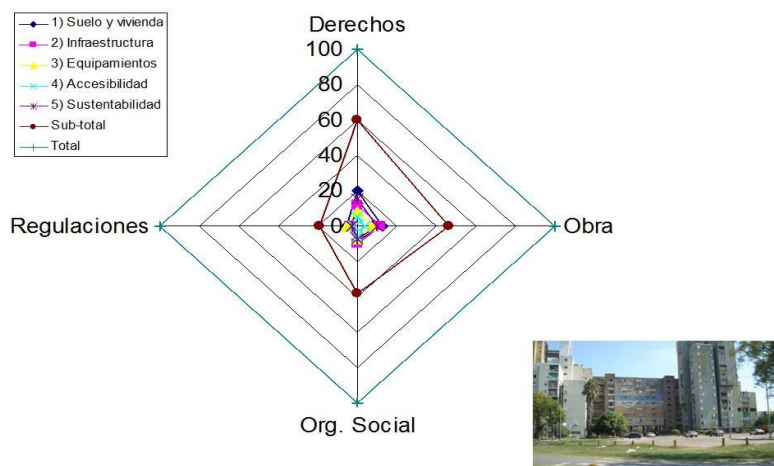 1) Suelo y vivienda
2) Infraestructura
3) Equipamientos
4) Accesibilidad
5) Sustentabilidad
Sub-total
Total
Derechos
100
80
60
40
20
0
Regulaciones
Obra
Org. Social